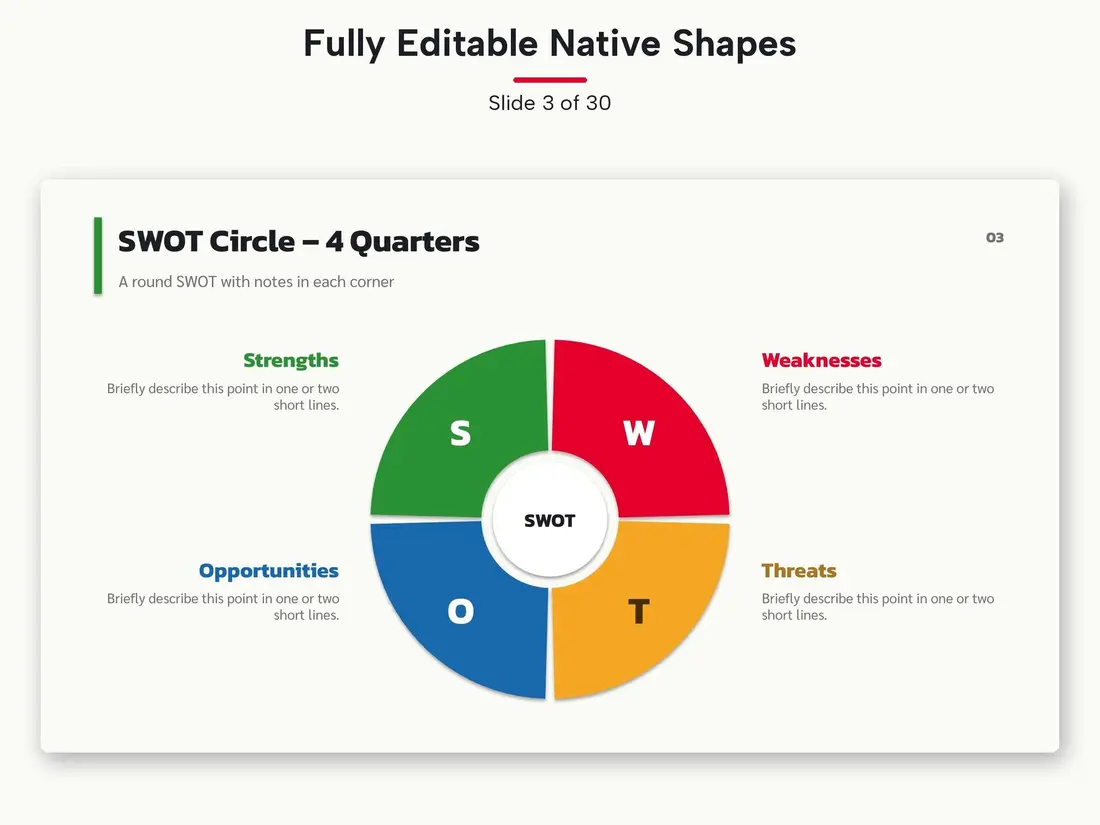 Fully Editable Native Shapes
Slide 3 of 30
SWOT Circle – 4 Quarters
03
A round SWOT with notes in each corner
Strengths
Briefly describe this point in one or two
short lines.
Weaknesses
Briefly describe this point in one or two
short lines.
S
W
SWOT
Opportunities
Briefly describe this point in one or two
short lines.
Threats
Briefly describe this point in one or two
short lines.
O
T